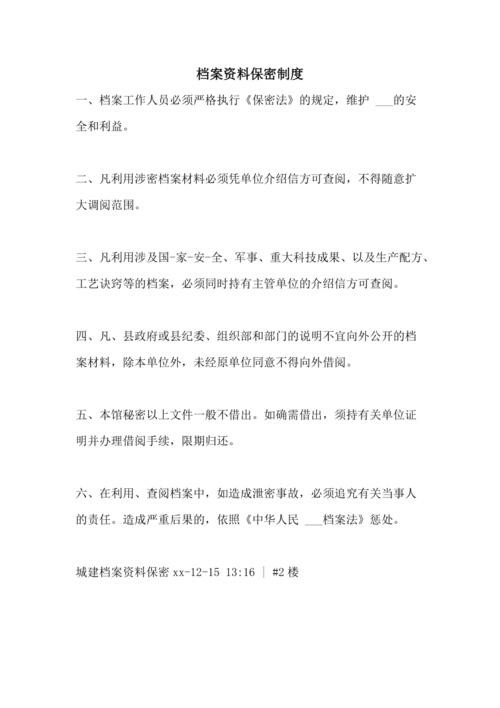 档案资料保密制度
一、档案工作人员必须严格执行《保密法》的规定，维护 ___的安
全和利益。
二、凡利用涉密档案材料必须凭单位介绍信方可查阅，不得随意扩
大调阅范围。
三、凡利用涉及国-家-安-全、军事、重大科技成果、以及生产配方、
工艺诀窍等的档案，必须同时持有主管单位的介绍信方可查阅。
四、凡、县政府或县纪委、组织部和部门的说明不宜向外公开的档
案材料，除本单位外，未经原单位同意不得向外借阅。
五、本馆秘密以上文件一般不借出。如确需借出，须持有关单位证
明并办理借阅手续，限期归还。
六、在利用、查阅档案中，如造成泄密事故，必须追究有关当事人
的责任。造成严重后果的，依照《中华人民 ___档案法》惩处。
城建档案资料保密 xx-12-15 13:16 | #2 楼